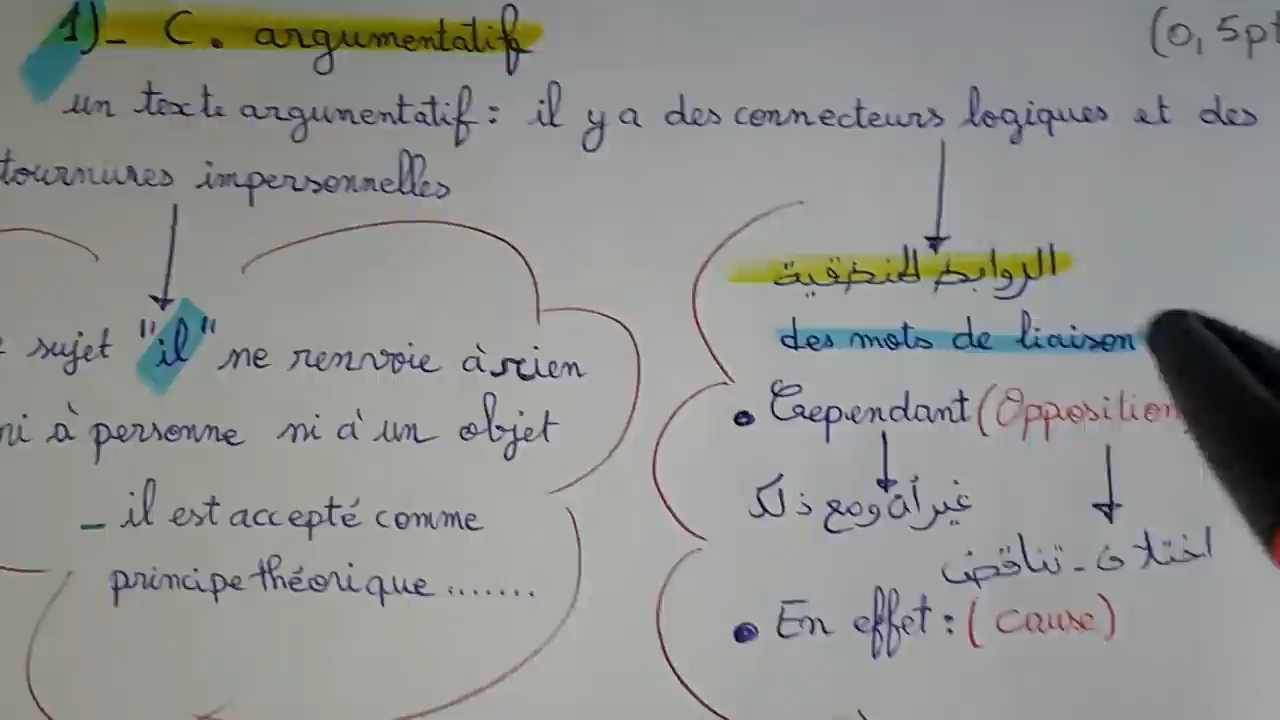 1)_ C. argumentatif
(0,5pt
un texte argumentatif : il y a des connecteurs logiques et des
tournures impersonnelles
الروابط المنطقية
sujet "il" ne renvoie à rien
des mots de liaison
ni à personne ni à un objet
• Cependant (Opposition
_ il est accepté comme
غير أن ومع ذلك
principe théorique .......
اختلاف - تناقض
• En effet : (cause)